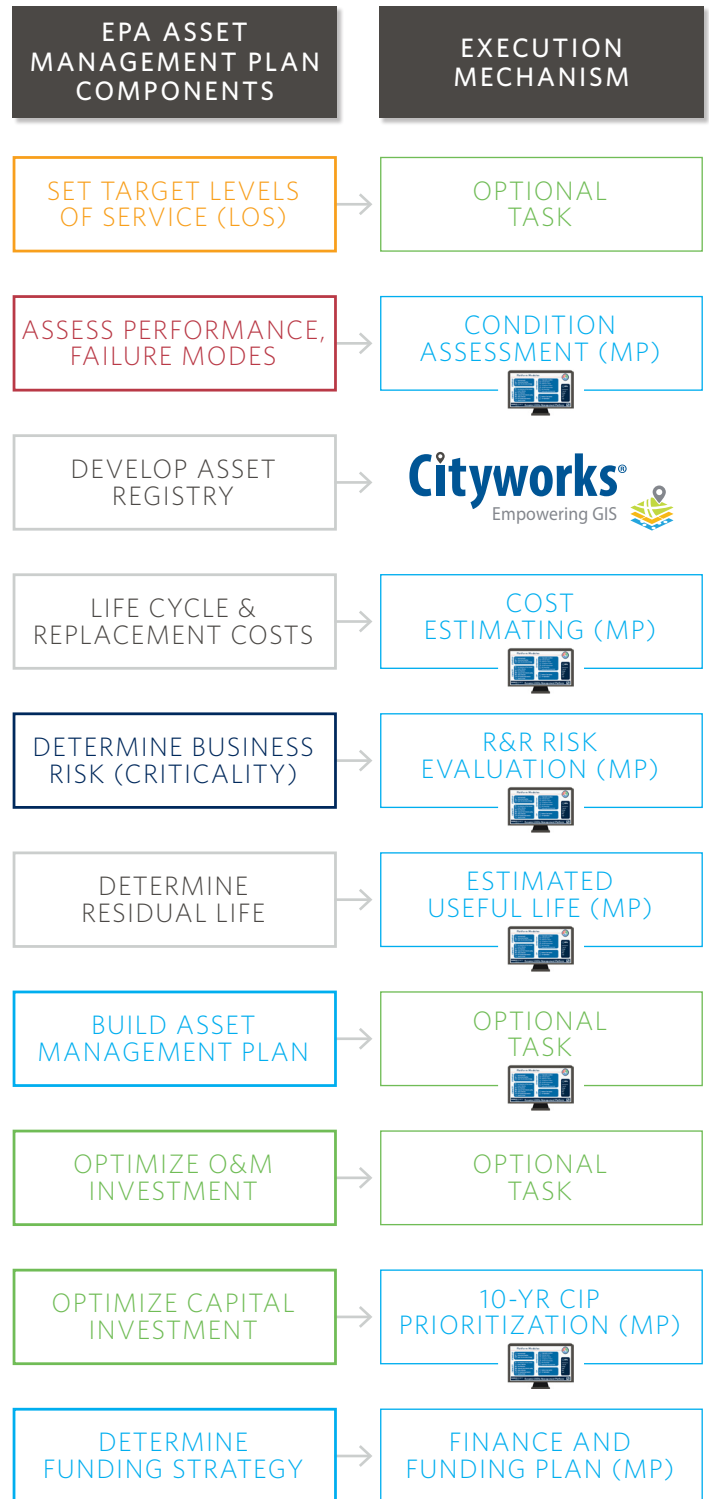 EPA ASSET
MANAGEMENT PLAN
COMPONENTS
EXECUTION
MECHANISM
SET TARGET LEVELS
OF SERVICE (LOS)
OPTIONAL
TASK
ASSESS PERFORMANCE,
FAILURE MODES
CONDITION
ASSESSMENT (MP)
DEVELOP ASSET
REGISTRY
Cityworks®
Empowering GIS
LIFE CYCLE &
REPLACEMENT COSTS
COST
ESTIMATING (MP)
DETERMINE BUSINESS
RISK (CRITICALITY)
R&R RISK
EVALUATION (MP)
DETERMINE
RESIDUAL LIFE
ESTIMATED
USEFUL LIFE (MP)
BUILD ASSET
MANAGEMENT PLAN
OPTIONAL
TASK
OPTIMIZE O&M
INVESTMENT
OPTIONAL
TASK
OPTIMIZE CAPITAL
INVESTMENT
10-YR CIP
PRIORITIZATION (MP)
DETERMINE
FUNDING STRATEGY
FINANCE AND
FUNDING PLAN (MP)